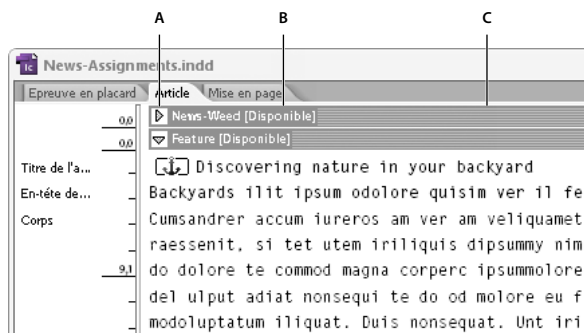 A B C
Ic News-Assignments.indd
Epreuve en placard Article Mise en page
0,0 News-Weed [Disponible]
0,0 Feature [Disponible]
Titre de l'a... Discovering nature in your backyard
En-téte de... Backyards ilit ipsum odolore quisim ver il fe
Corps Cumsandrer accum iureros am ver am veliquamet
raessenit, si tet utem iriliquis dipsummy nim
9,1 do dolore te commod magna corperc ipsummolore
del ulput adiat nonsequi te do od molore eu f
modoluptatum iliquat. Duis nonsequat. Unt iri